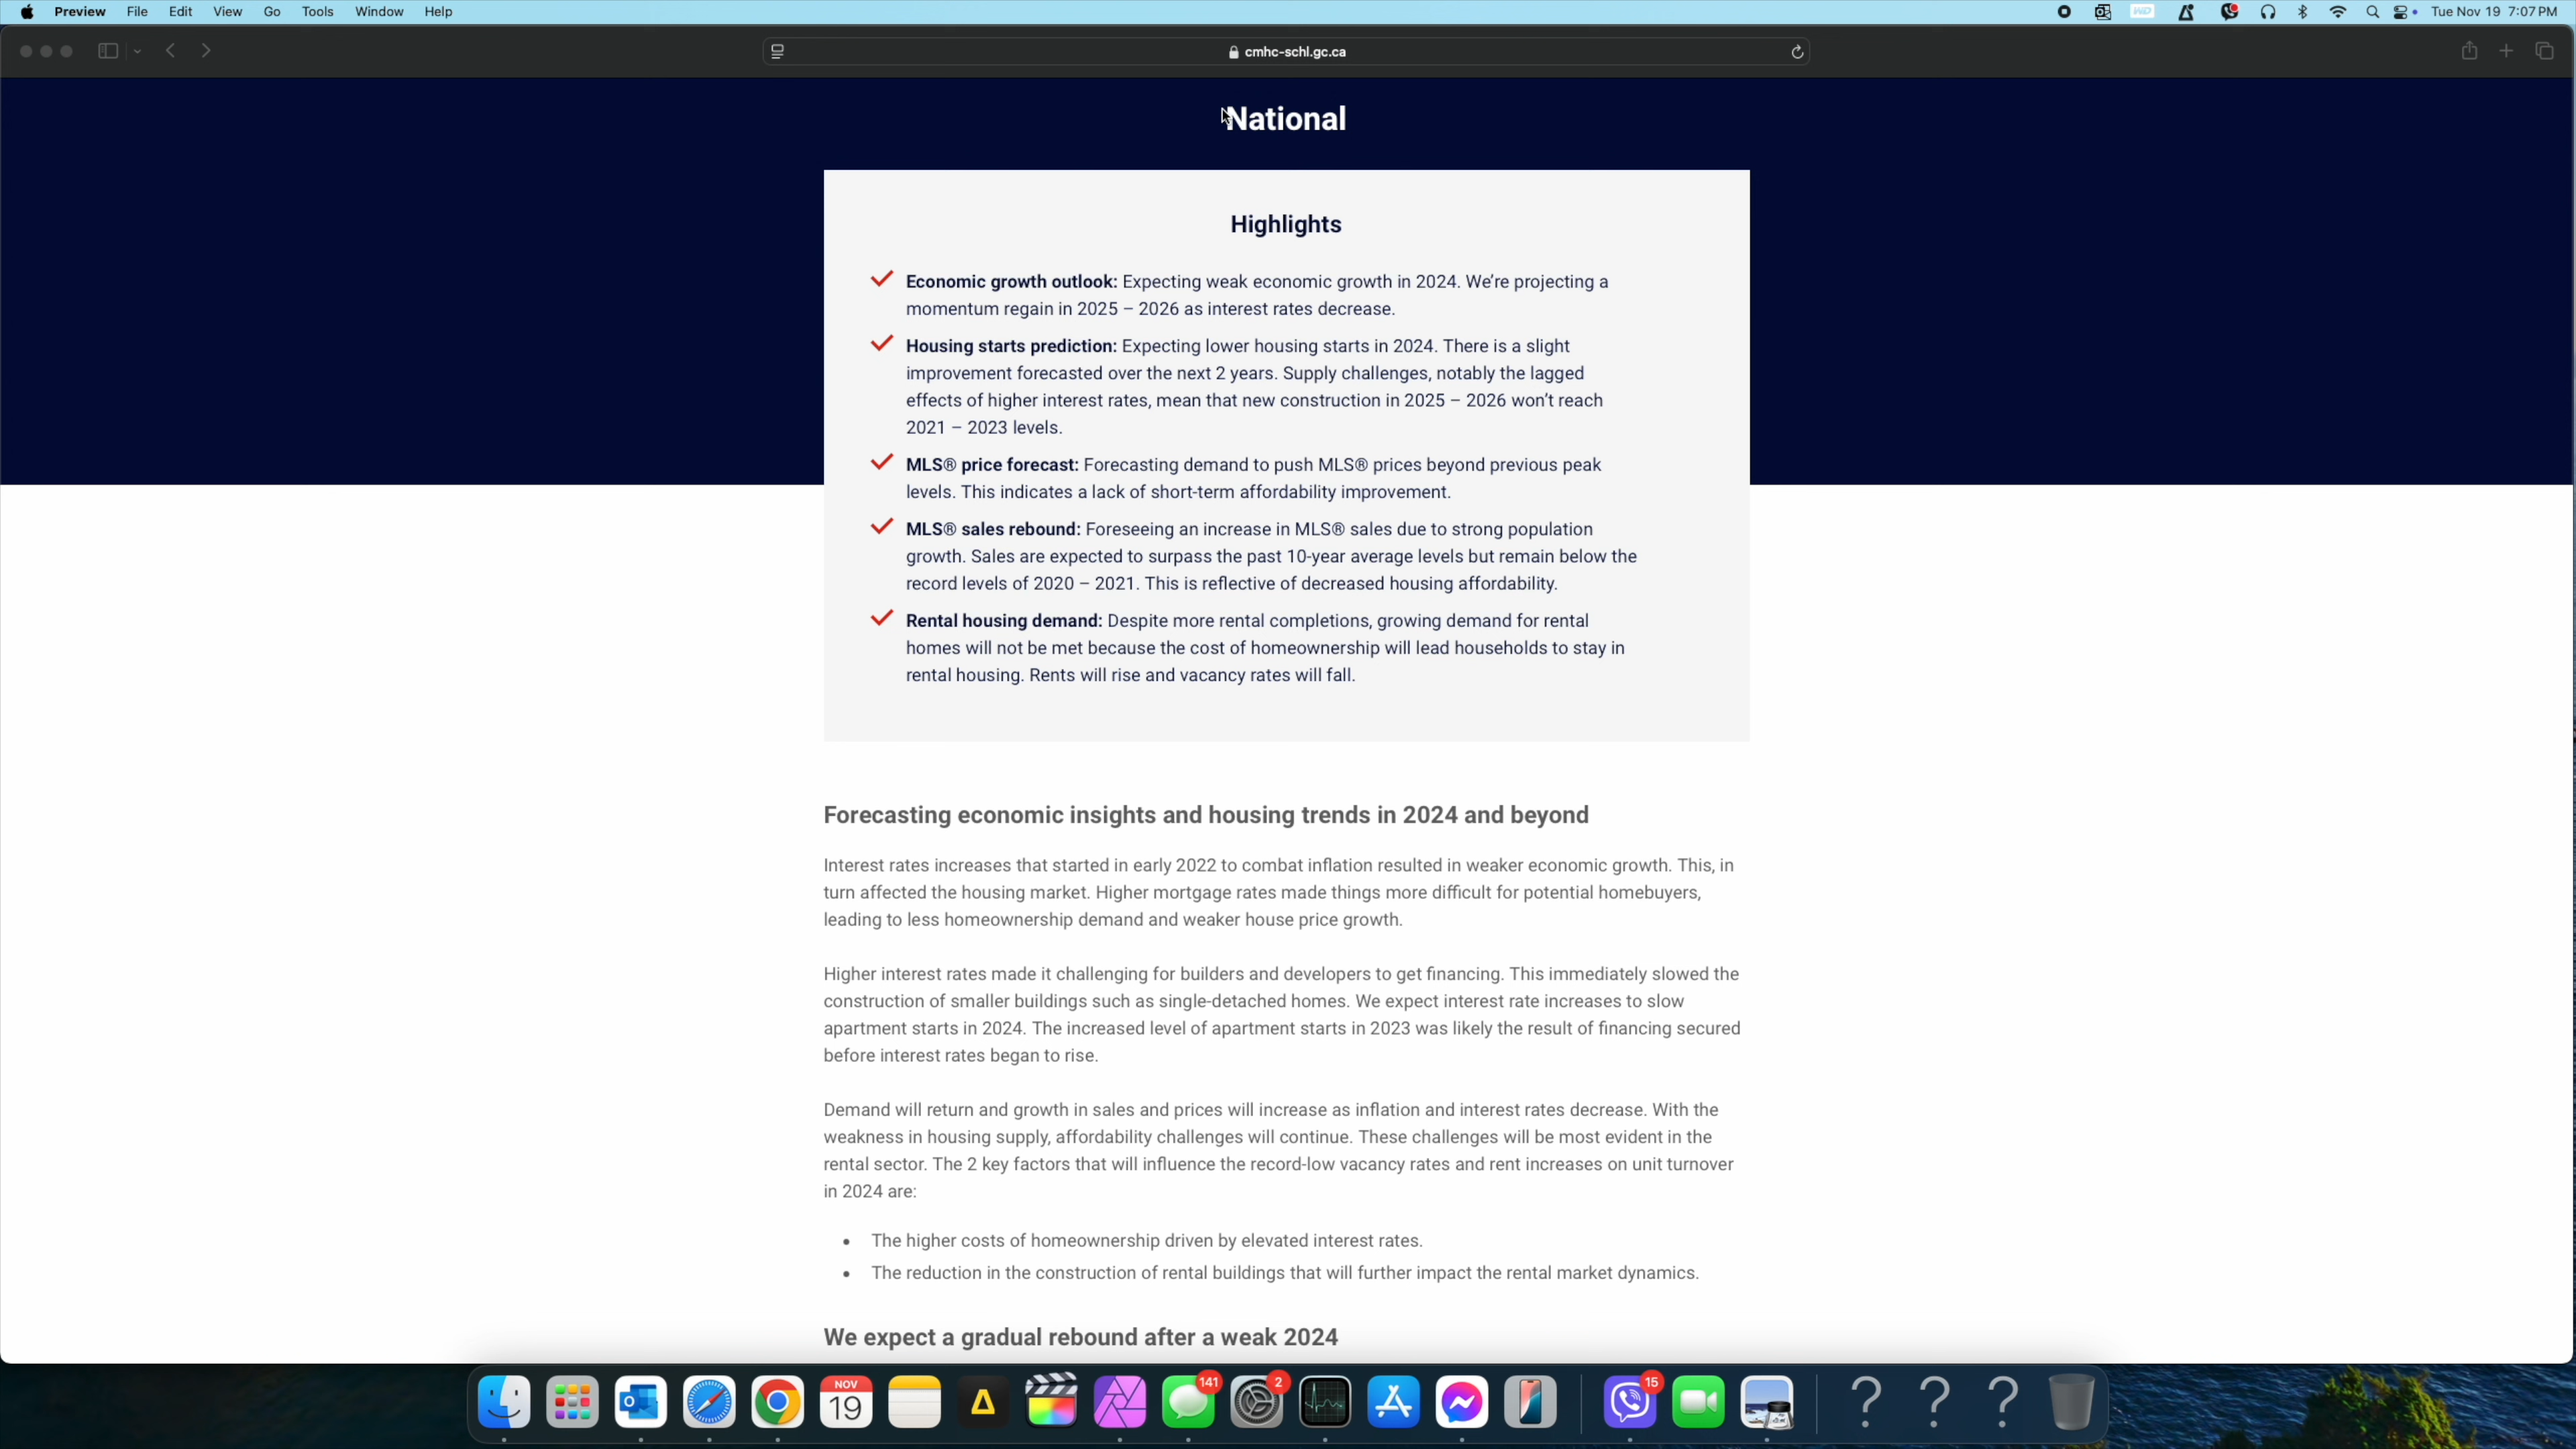 Preview File Edit View Go Tools Window Help
Tue Nov 19 7:07 PM
cmhc-schl.gc.ca
National
Highlights
Economic growth outlook: Expecting weak economic growth in 2024. We're projecting a
momentum regain in 2025 – 2026 as interest rates decrease.
Housing starts prediction: Expecting lower housing starts in 2024. There is a slight
improvement forecasted over the next 2 years. Supply challenges, notably the lagged
effects of higher interest rates, mean that new construction in 2025 – 2026 won't reach
2021 – 2023 levels.
MLS® price forecast: Forecasting demand to push MLS® prices beyond previous peak
levels. This indicates a lack of short-term affordability improvement.
MLS® sales rebound: Foreseeing an increase in MLS® sales due to strong population
growth. Sales are expected to surpass the past 10-year average levels but remain below the
record levels of 2020 – 2021. This is reflective of decreased housing affordability.
Rental housing demand: Despite more rental completions, growing demand for rental
homes will not be met because the cost of homeownership will lead households to stay in
rental housing. Rents will rise and vacancy rates will fall.
Forecasting economic insights and housing trends in 2024 and beyond
Interest rates increases that started in early 2022 to combat inflation resulted in weaker economic growth. This, in
turn affected the housing market. Higher mortgage rates made things more difficult for potential homebuyers,
leading to less homeownership demand and weaker house price growth.
Higher interest rates made it challenging for builders and developers to get financing. This immediately slowed the
construction of smaller buildings such as single-detached homes. We expect interest rate increases to slow
apartment starts in 2024. The increased level of apartment starts in 2023 was likely the result of financing secured
before interest rates began to rise.
Demand will return and growth in sales and prices will increase as inflation and interest rates decrease. With the
weakness in housing supply, affordability challenges will continue. These challenges will be most evident in the
rental sector. The 2 key factors that will influence the record-low vacancy rates and rent increases on unit turnover
in 2024 are:
• The higher costs of homeownership driven by elevated interest rates.
• The reduction in the construction of rental buildings that will further impact the rental market dynamics.
We expect a gradual rebound after a weak 2024
NOV
19
141
2
15
? ? ?